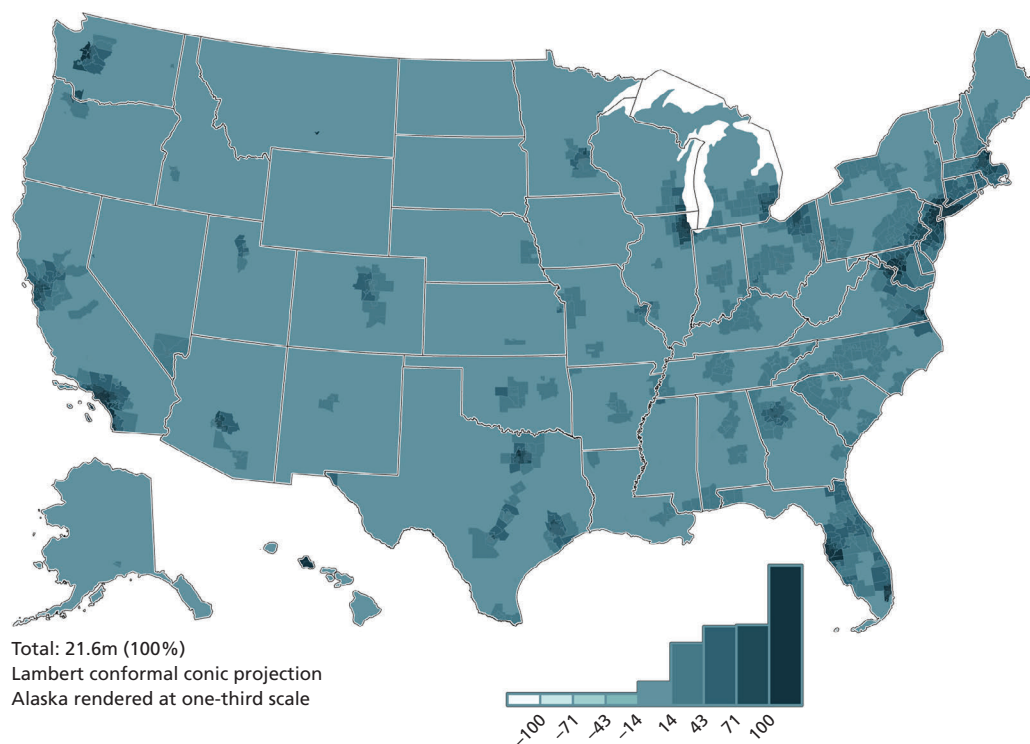 Total: 21.6m (100%)
Lambert conformal conic projection
Alaska rendered at one-third scale
–100
–71
–43
–14
14
43
71
100